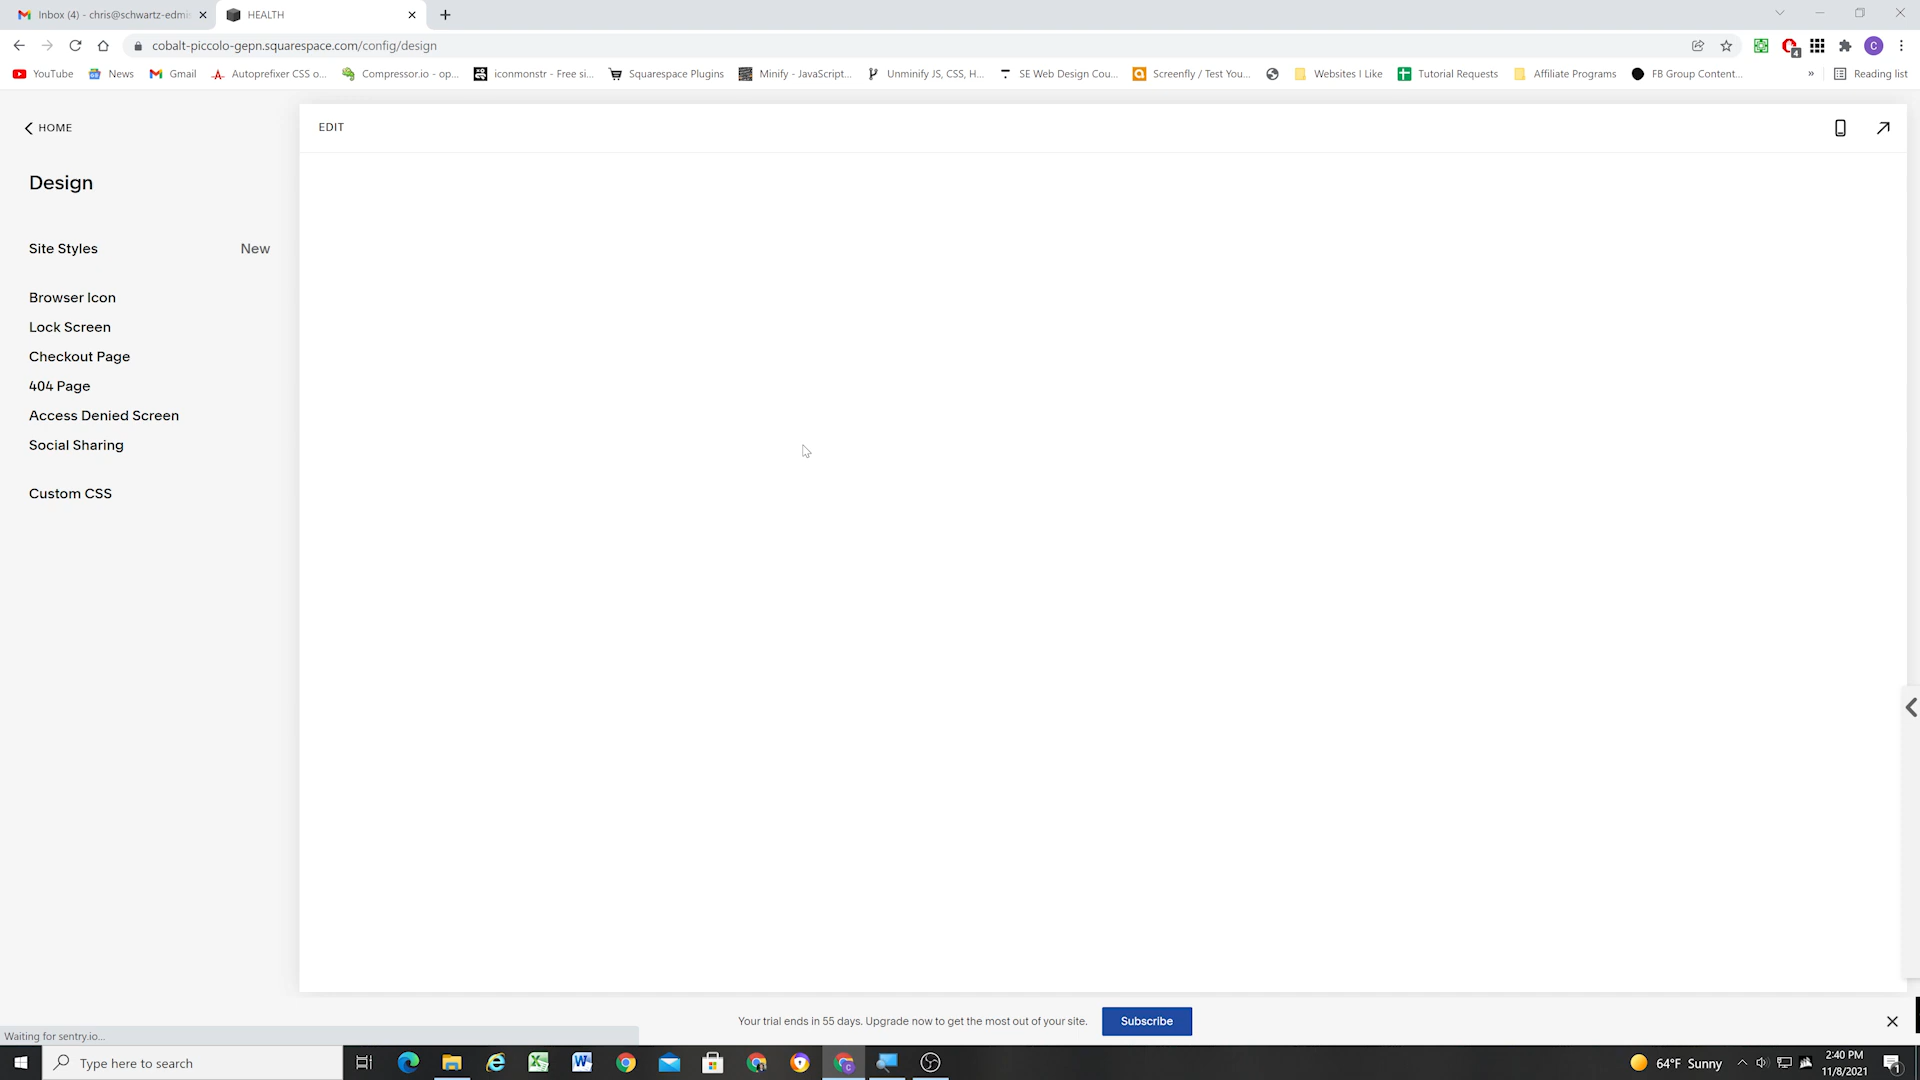 Inbox (4) - chris@schwartz-edmi
HEALTH
cobalt-piccolo-gepn.squarespace.com/config/design
YouTube
News
Gmail
Autoprefixer CSS o...
Compressor.io - op...
iconmonstr - Free si...
Squarespace Plugins
Minify - JavaScript...
Unminify JS, CSS, H...
SE Web Design Cou...
Screenfly / Test You...
Websites I Like
Tutorial Requests
Affiliate Programs
FB Group Content...
»
Reading list
HOME
EDIT
Design
Site Styles
New
Browser Icon
Lock Screen
Checkout Page
404 Page
Access Denied Screen
Social Sharing
Custom CSS
Your trial ends in 55 days. Upgrade now to get the most out of your site.
Subscribe
Waiting for sentry.io...
Type here to search
64°F Sunny
2:40 PM
11/8/2021